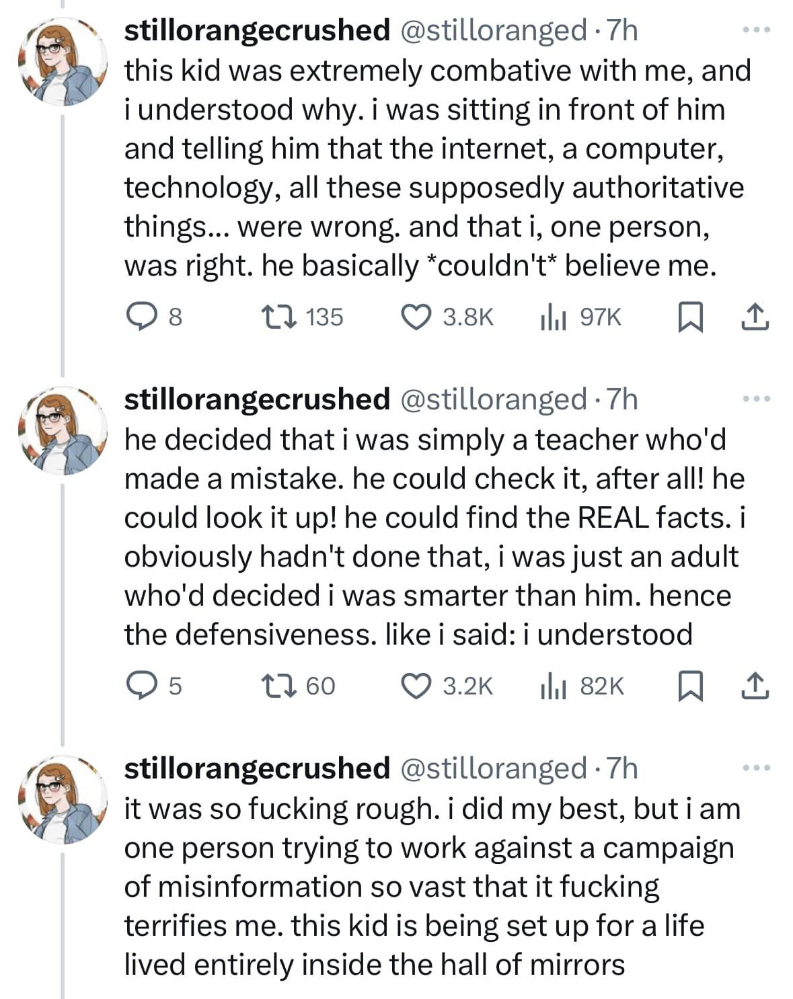 stillorangecrushed @stilloranged · 7h
this kid was extremely combative with me, and
i understood why. i was sitting in front of him
and telling him that the internet, a computer,
technology, all these supposedly authoritative
things... were wrong. and that i, one person,
was right. he basically *couldn't* believe me.
8 135 3.8K 97K
stillorangecrushed @stilloranged · 7h
he decided that i was simply a teacher who'd
made a mistake. he could check it, after all! he
could look it up! he could find the REAL facts. i
obviously hadn't done that, i was just an adult
who'd decided i was smarter than him. hence
the defensiveness. like i said: i understood
5 60 3.2K 82K
stillorangecrushed @stilloranged · 7h
it was so fucking rough. i did my best, but i am
one person trying to work against a campaign
of misinformation so vast that it fucking
terrifies me. this kid is being set up for a life
lived entirely inside the hall of mirrors